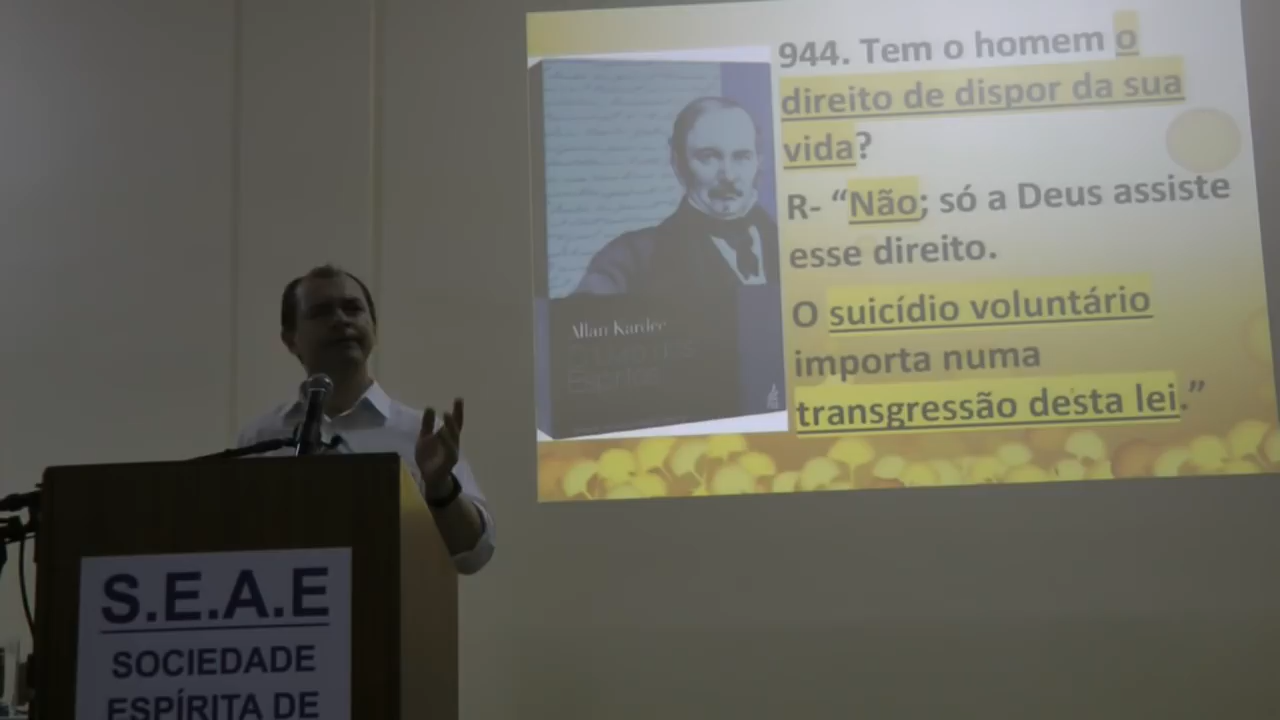 944. Tem o homem o
direito de dispor da sua
vida?
R- “Não; só a Deus assiste
esse direito.
O suicídio voluntário
importa numa
transgressão desta lei.”
Allan Kardec
Espíritos
S.E.A.E
SOCIEDADE
ESPÍRITA DE